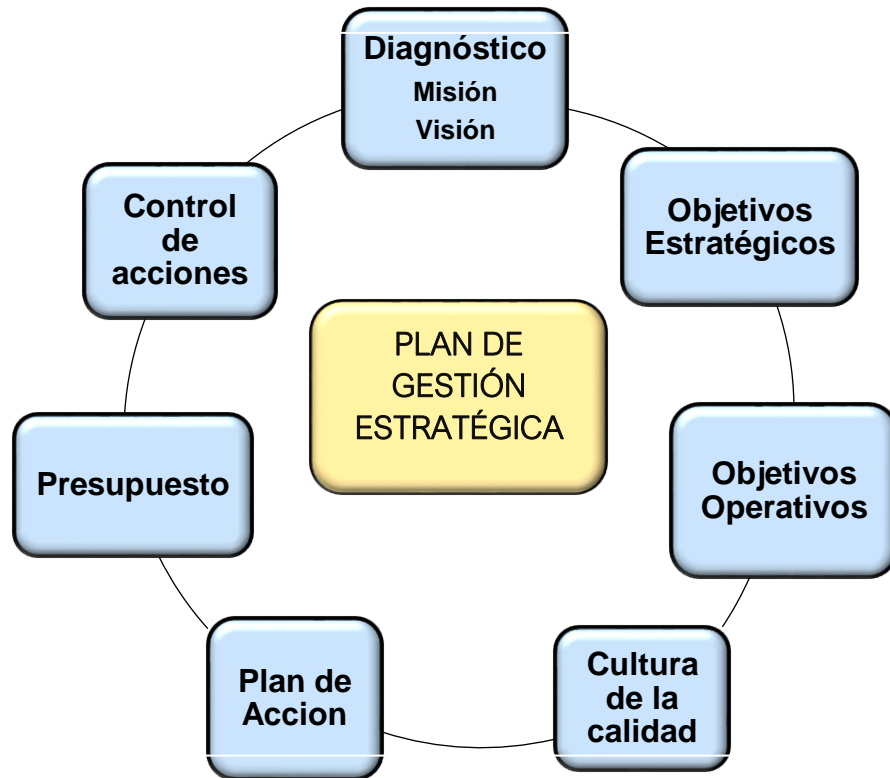 Diagnóstico
Misión
Visión
Objetivos
Estratégicos
Objetivos
Operativos
Cultura
de la
calidad
Plan de
Accion
Presupuesto
Control
de
acciones
PLAN DE
GESTIÓN
ESTRATÉGICA